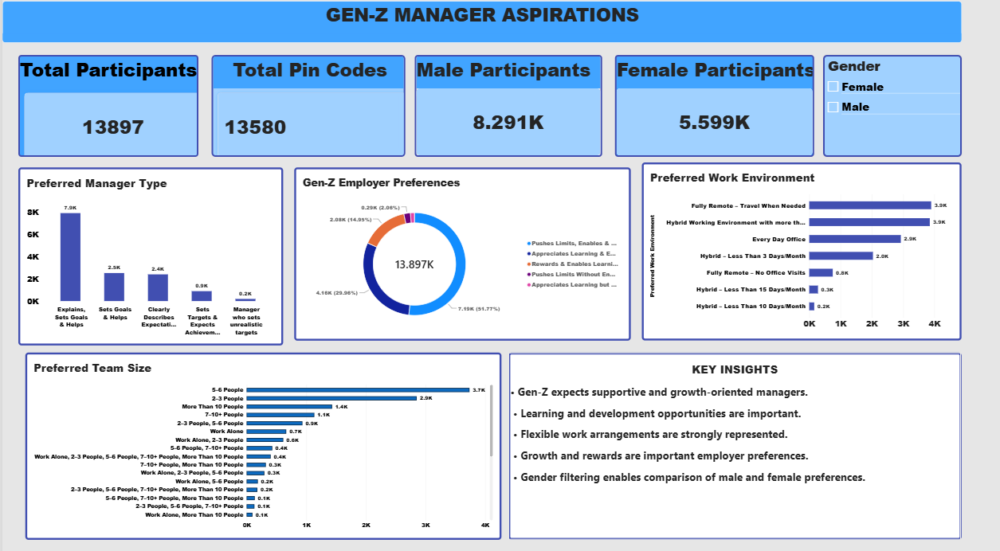 GEN-Z MANAGER ASPIRATIONS
Total Participants
13897
Total Pin Codes
13580
Male Participants
8.291K
Female Participants
5.599K
Gender
Female
Male
Preferred Manager Type
8K
6K
4K
2K
0K
7.9K
2.5K
2.4K
0.9K
0.2K
Explains,
Sets Goals
& Helps
Sets Goals
& Helps
Clearly
Describes
Expectati...
Sets
Targets &
Expects
Achievem...
Manager
who sets
unrealistic
targets
Gen-Z Employer Preferences
0.29K (2.06%)
2.08K (14.95%)
4.16K (29.96%)
7.19K (51.77%)
13.897K
Pushes Limits, Enables & ...
Appreciates Learning & E...
Rewards & Enables Learni...
Pushes Limits Without En...
Appreciates Learning but ...
Preferred Work Environment
Preferred Work Environment
Fully Remote – Travel When Needed 3.9K
Hybrid Working Environment with more th... 3.9K
Every Day Office 2.9K
Hybrid – Less Than 3 Days/Month 2.0K
Fully Remote – No Office Visits 0.8K
Hybrid – Less Than 15 Days/Month 0.3K
Hybrid – Less Than 10 Days/Month 0.2K
0K 1K 2K 3K 4K
Preferred Team Size
5–6 People 3.7K
2–3 People 2.9K
More Than 10 People 1.4K
7–10+ People 1.1K
2–3 People, 5–6 People 0.9K
Work Alone 0.7K
Work Alone, 2–3 People 0.6K
5–6 People, 7–10+ People 0.4K
Work Alone, 2–3 People, 5–6 People, 7–10+ People, More Than 10 People 0.4K
7–10+ People, More Than 10 People 0.3K
Work Alone, 2–3 People, 5–6 People 0.3K
Work Alone, 5–6 People 0.2K
2–3 People, 5–6 People, 7–10+ People, More Than 10 People 0.2K
5–6 People, 7–10+ People, More Than 10 People 0.1K
2–3 People, 5–6 People, 7–10+ People 0.1K
Work Alone, More Than 10 People 0.1K
0K 1K 2K 3K 4K
KEY INSIGHTS
• Gen-Z expects supportive and growth-oriented managers.
• Learning and development opportunities are important.
• Flexible work arrangements are strongly represented.
• Growth and rewards are important employer preferences.
• Gender filtering enables comparison of male and female preferences.